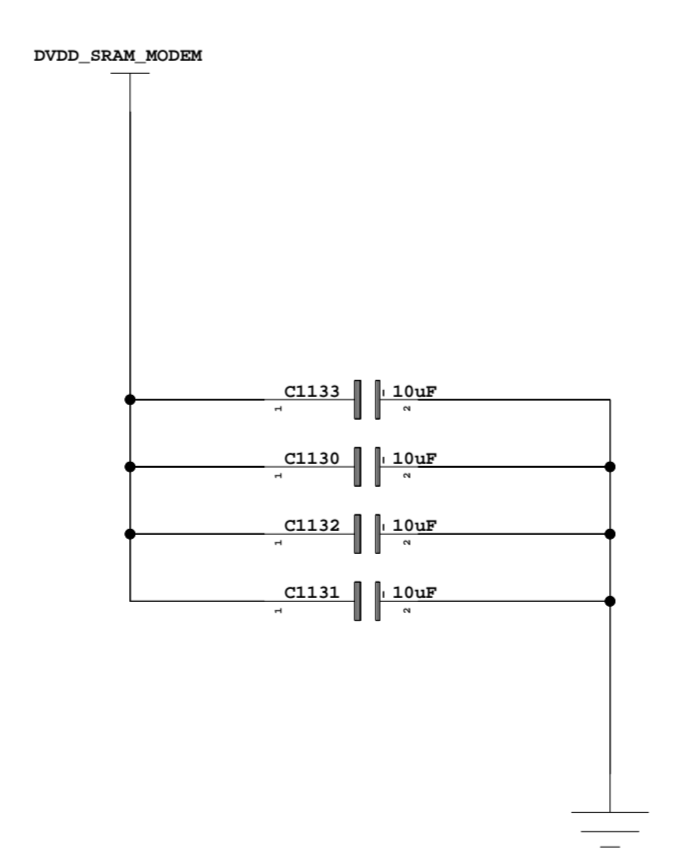 DVDD_SRAM_MODEM
C1133 10uF
1 2
C1130 10uF
1 2
C1132 10uF
1 2
C1131 10uF
1 2